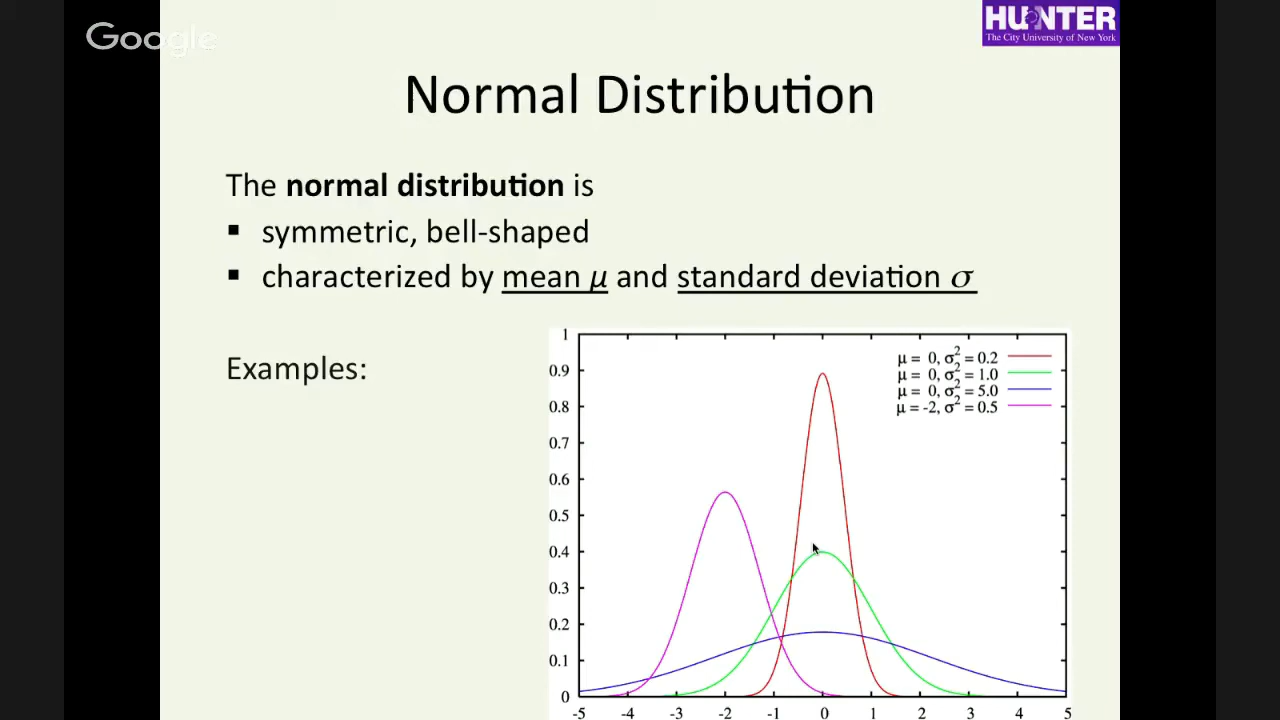 Google
HUNTER
The City University of New York
Normal Distribution
The normal distribution is
▪ symmetric, bell-shaped
▪ characterized by mean μ and standard deviation σ
Examples:
μ = 0, σ² = 0.2
μ = 0, σ² = 1.0
μ = 0, σ² = 5.0
μ = -2, σ² = 0.5
1
0.9
0.8
0.7
0.6
0.5
0.4
0.3
0.2
0.1
0
-5 -4 -3 -2 -1 0 1 2 3 4 5